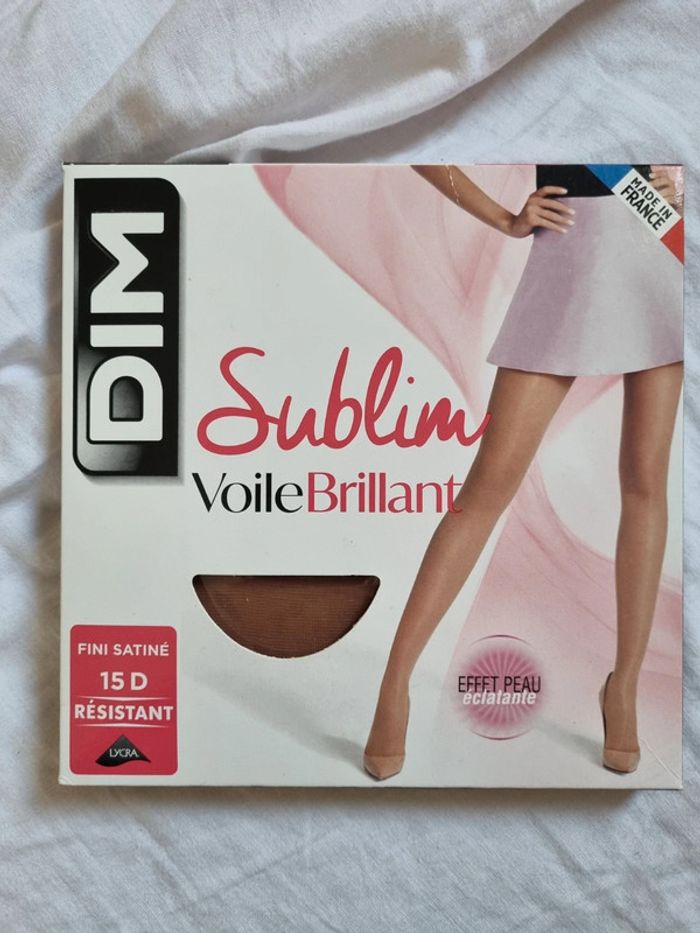 DIM
MADE IN
FRANCE
Sublim
VoileBrillant
FINI SATINÉ
15 D
RÉSISTANT
LYCRA
EFFET PEAU
éclatante